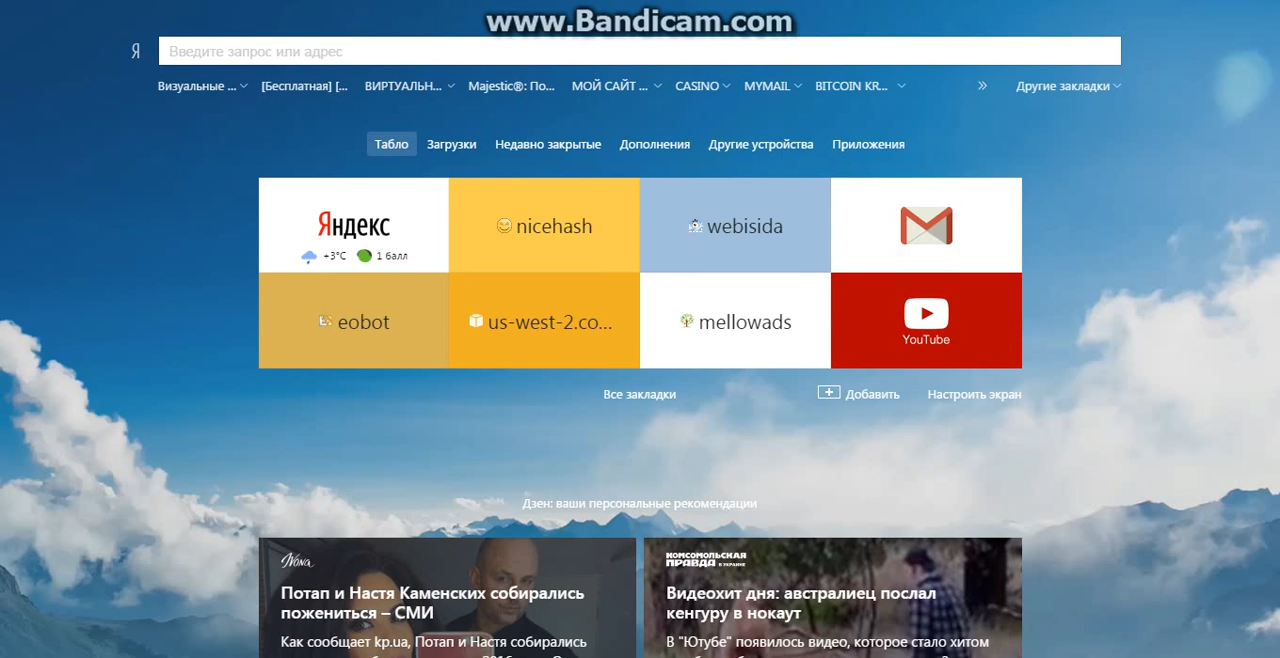 www.Bandicam.com
Я Введите запрос или адрес
Визуальные ... [Бесплатная] [... ВИРТУАЛЬН... Majestic®: По... МОЙ САЙТ ... CASINO MYMAIL BITCOIN KR... » Другие закладки
Табло Загрузки Недавно закрытые Дополнения Другие устройства Приложения
Яндекс
+3°C 1 балл
nicehash
webisida
eobot
us-west-2.co...
mellowads
YouTube
Все закладки Добавить Настроить экран
Дзен: ваши персональные рекомендации
Nona
Потап и Настя Каменских собирались
пожениться – СМИ
Как сообщает kp.ua, Потап и Настя собирались
КОМСОМОЛЬСКАЯ
ПРАВДА В УКРАИНЕ
Видеохит дня: австралиец послал
кенгуру в нокаут
В "Ютубе" появилось видео, которое стало хитом